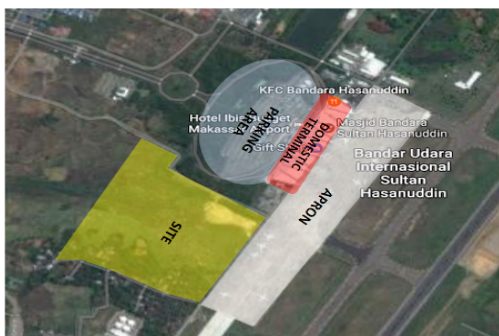 KFC Bandara Hasanuddin
Hotel Ibis Budget
Makassar Airport
PARKING
AREA
Gift S
DOMESTIC
TERMINAL
Masjid Bandara
Sultan Hasanuddin
Bandar Udara
Internasional
Sultan
Hasanuddin
APRON
SITE